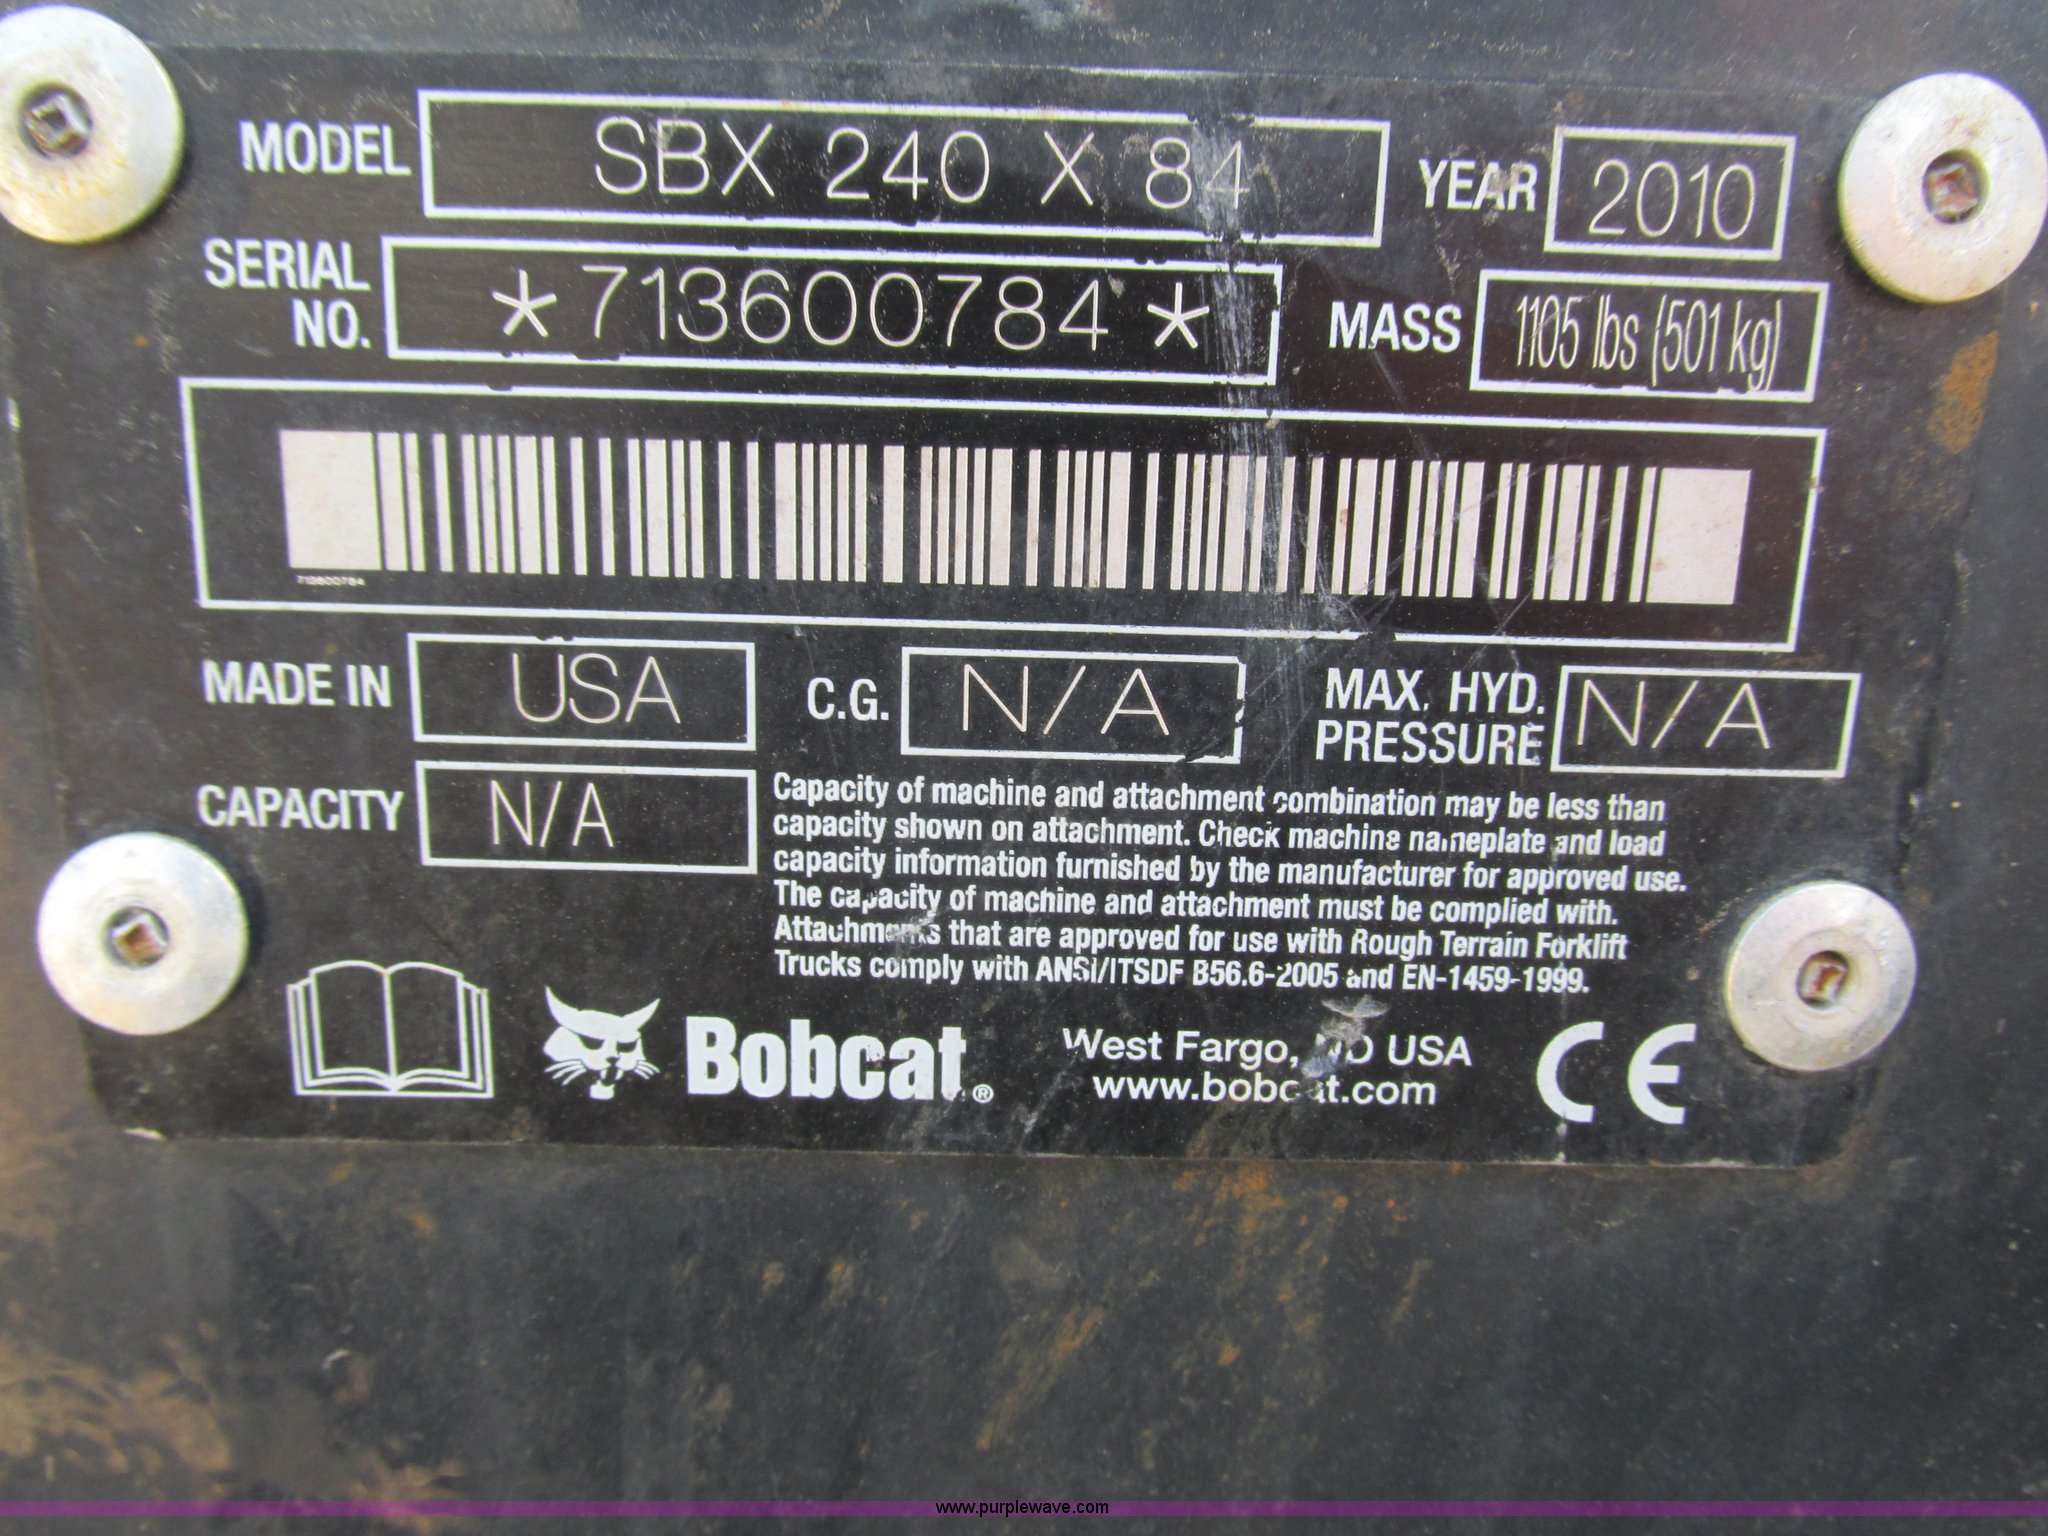 MODEL SBX 240 X 84 YEAR 2010
SERIAL NO. *713600784* MASS 1105 lbs (501 kg)
713600784
MADE IN USA C.G. N/A MAX. HYD. PRESSURE N/A
CAPACITY N/A
Capacity of machine and attachment combination may be less than
capacity shown on attachment. Check machine nameplate and load
capacity information furnished by the manufacturer for approved use.
The capacity of machine and attachment must be complied with.
Attachments that are approved for use with Rough Terrain Forklift
Trucks comply with ANSI/ITSDF B56.6-2005 and EN-1459-1999.
Bobcat®
West Fargo, ND USA
www.bobcat.com
CE
www.purplewave.com